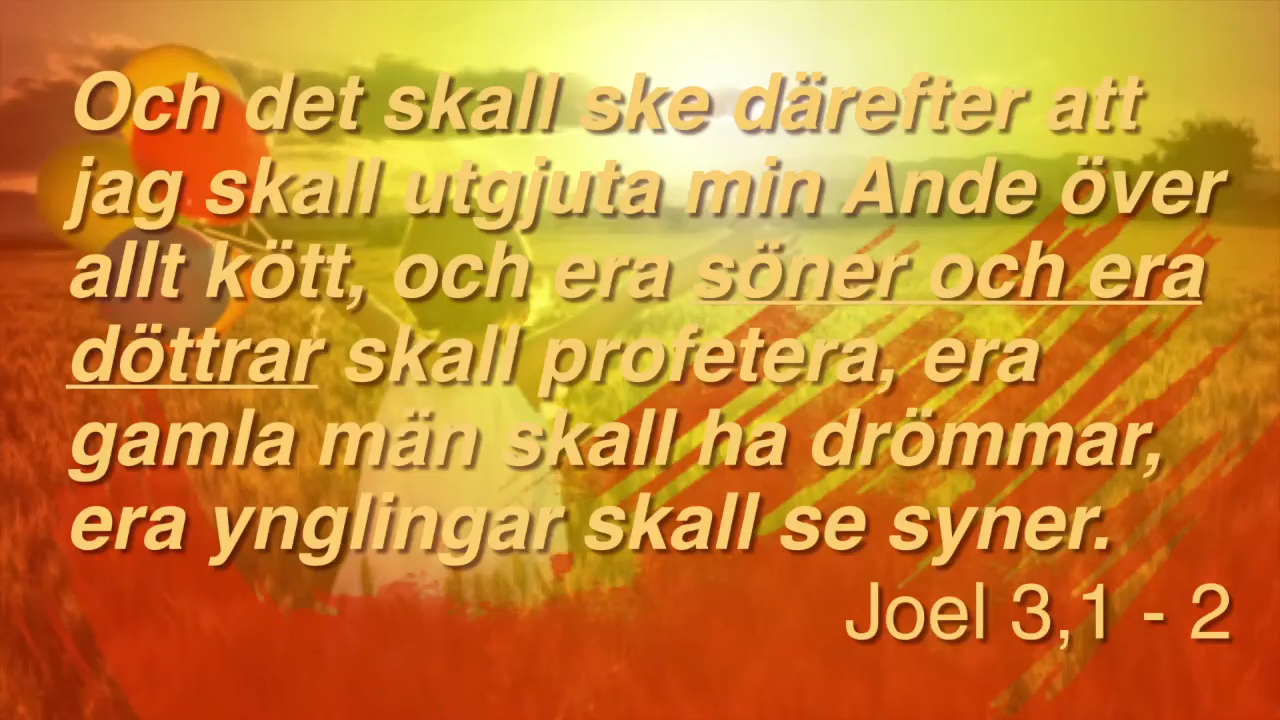 Och det skall ske därefter att
jag skall utgjuta min Ande över
allt kött, och era söner och era
döttrar skall profetera, era
gamla män skall ha drömmar,
era ynglingar skall se syner.
Joel 3,1 - 2